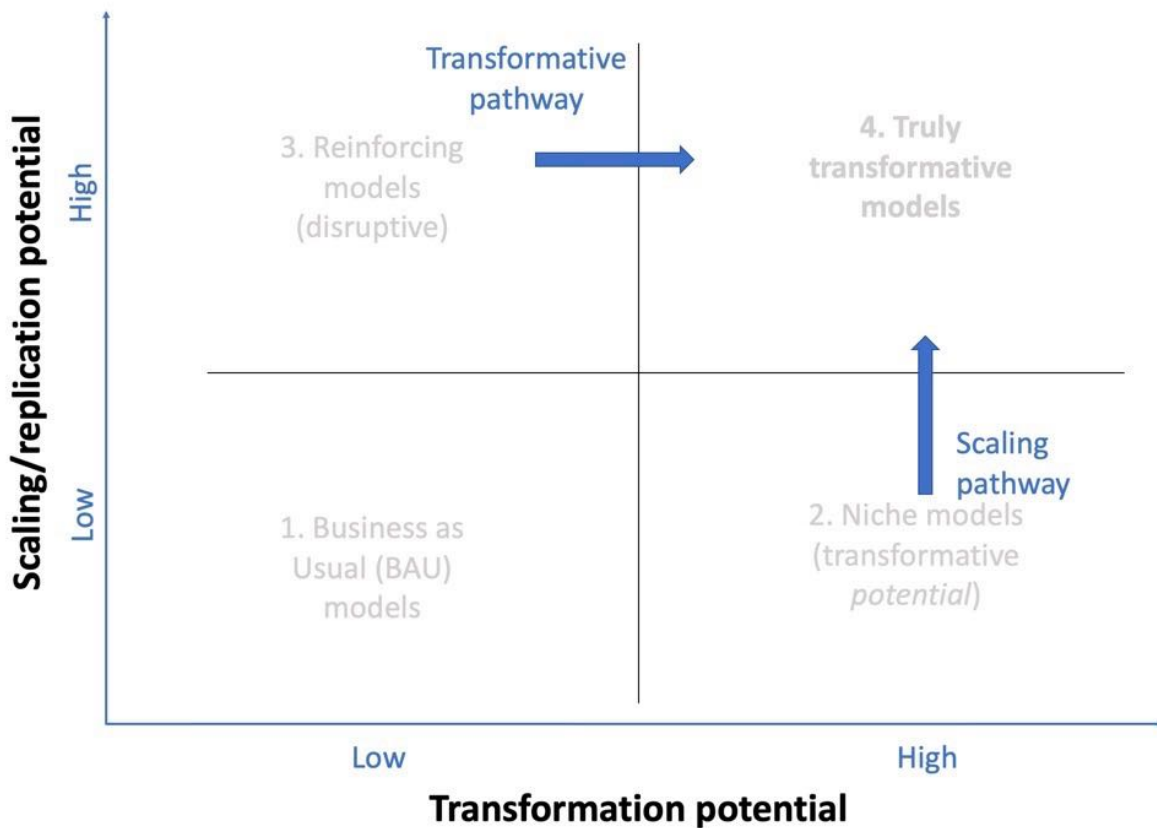 Transformative
pathway
3. Reinforcing
models
(disruptive)
4. Truly
transformative
models
Scaling/replication potential
High
Low
Scaling
pathway
1. Business as
Usual (BAU)
models
2. Niche models
(transformative
potential)
Low
High
Transformation potential